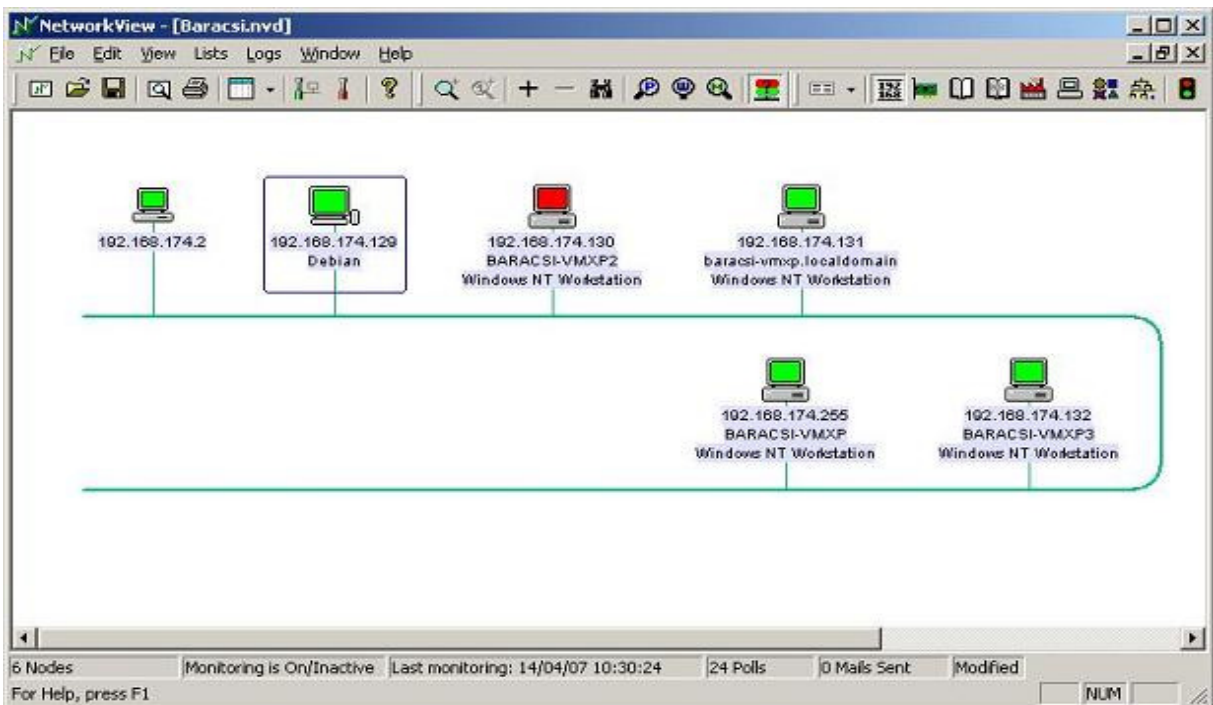 NetworkView - [Baracsi.nvd]
File Edit View Lists Logs Window Help
192.168.174.2
192.168.174.129
Debian
192.168.174.130
BARACSI-VMXP2
Windows NT Workstation
192.168.174.131
baracsi-vmxp.localdomain
Windows NT Workstation
192.168.174.255
BARACSI-VMXP
Windows NT Workstation
192.168.174.132
BARACSI-VMXP3
Windows NT Workstation
6 Nodes Monitoring is On/Inactive Last monitoring: 14/04/07 10:30:24 24 Polls 0 Mails Sent Modified
For Help, press F1 NUM